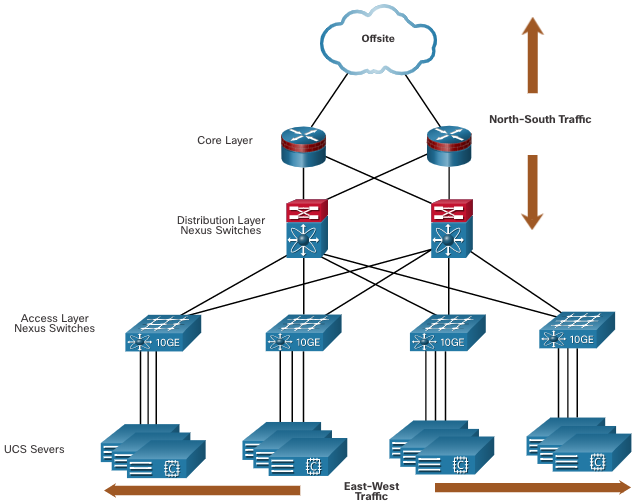 Offsite
North-South Traffic
Core Layer
Distribution Layer
Nexus Switches
Access Layer
Nexus Switches
10GE
10GE
10GE
10GE
UCS Severs
C
C
C
C
East-West
Traffic